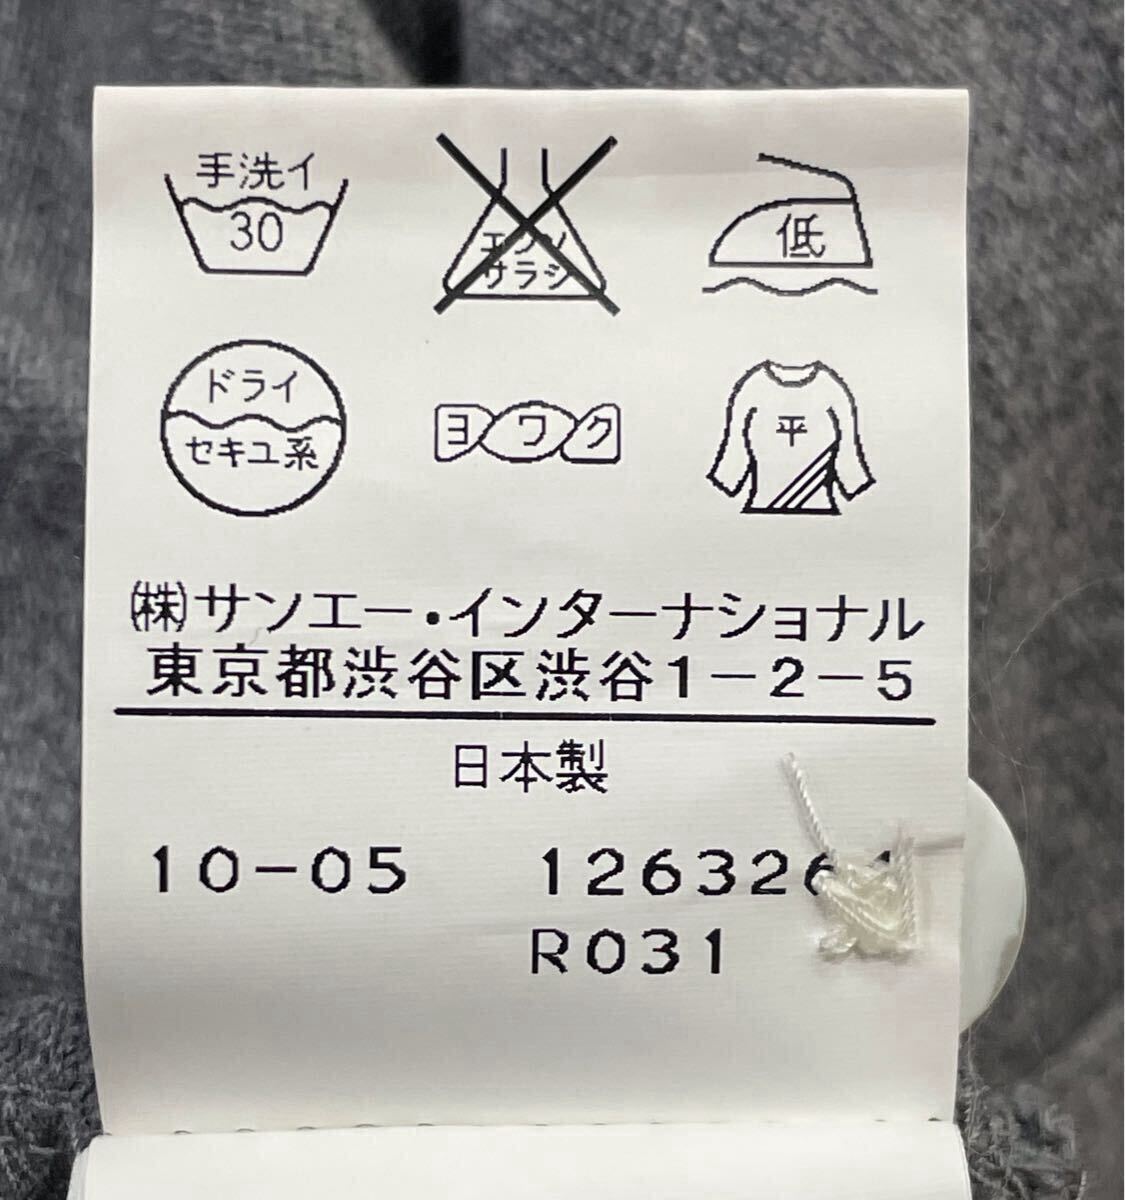 手洗イ
30
エンソ
サラシ
低
ドライ
セキユ系
ヨワク
平
㈱サンエー・インターナショナル
東京都渋谷区渋谷1-2-5
日本製
10-05
R031